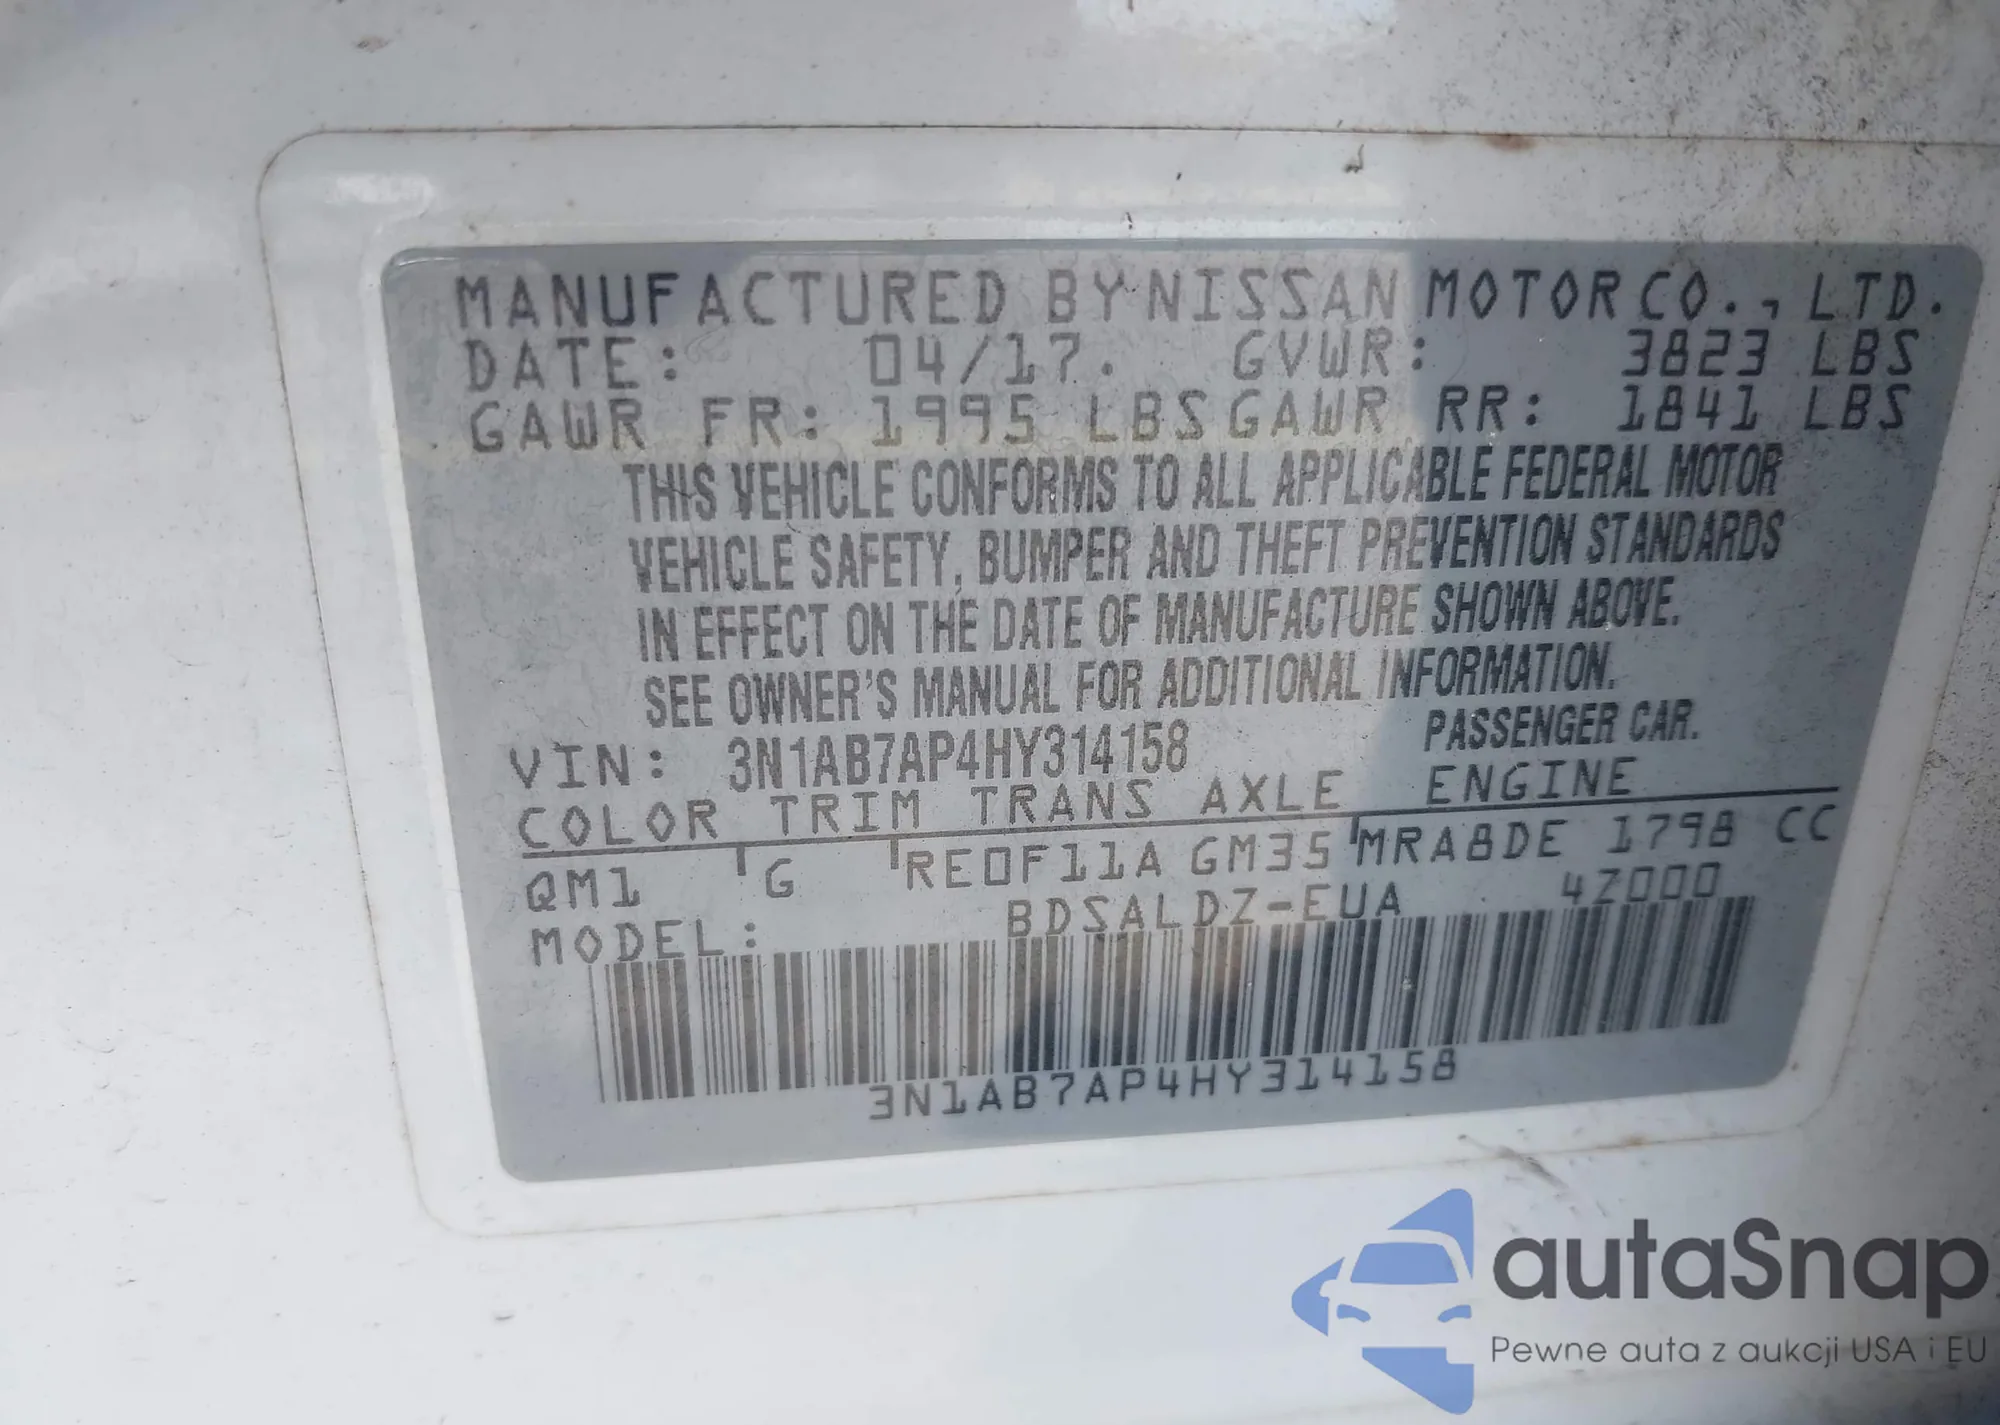 MANUFACTURED BY NISSAN MOTOR CO., LTD.
DATE: 04/17. GVWR: 3823 LBS
GAWR FR: 1995 LBS GAWR RR: 1841 LBS
THIS VEHICLE CONFORMS TO ALL APPLICABLE FEDERAL MOTOR
VEHICLE SAFETY, BUMPER AND THEFT PREVENTION STANDARDS
IN EFFECT ON THE DATE OF MANUFACTURE SHOWN ABOVE.
SEE OWNER'S MANUAL FOR ADDITIONAL INFORMATION.
VIN: 3N1AB7AP4HY314158 PASSENGER CAR.
COLOR TRIM TRANS AXLE ENGINE
QM1 G RE0F11A GM35 MRA8DE 1798 CC
MODEL: BDSALDZ-EUA 4Z000
3N1AB7AP4HY314158
autaSnap
Pewne auta z aukcji USA i EU